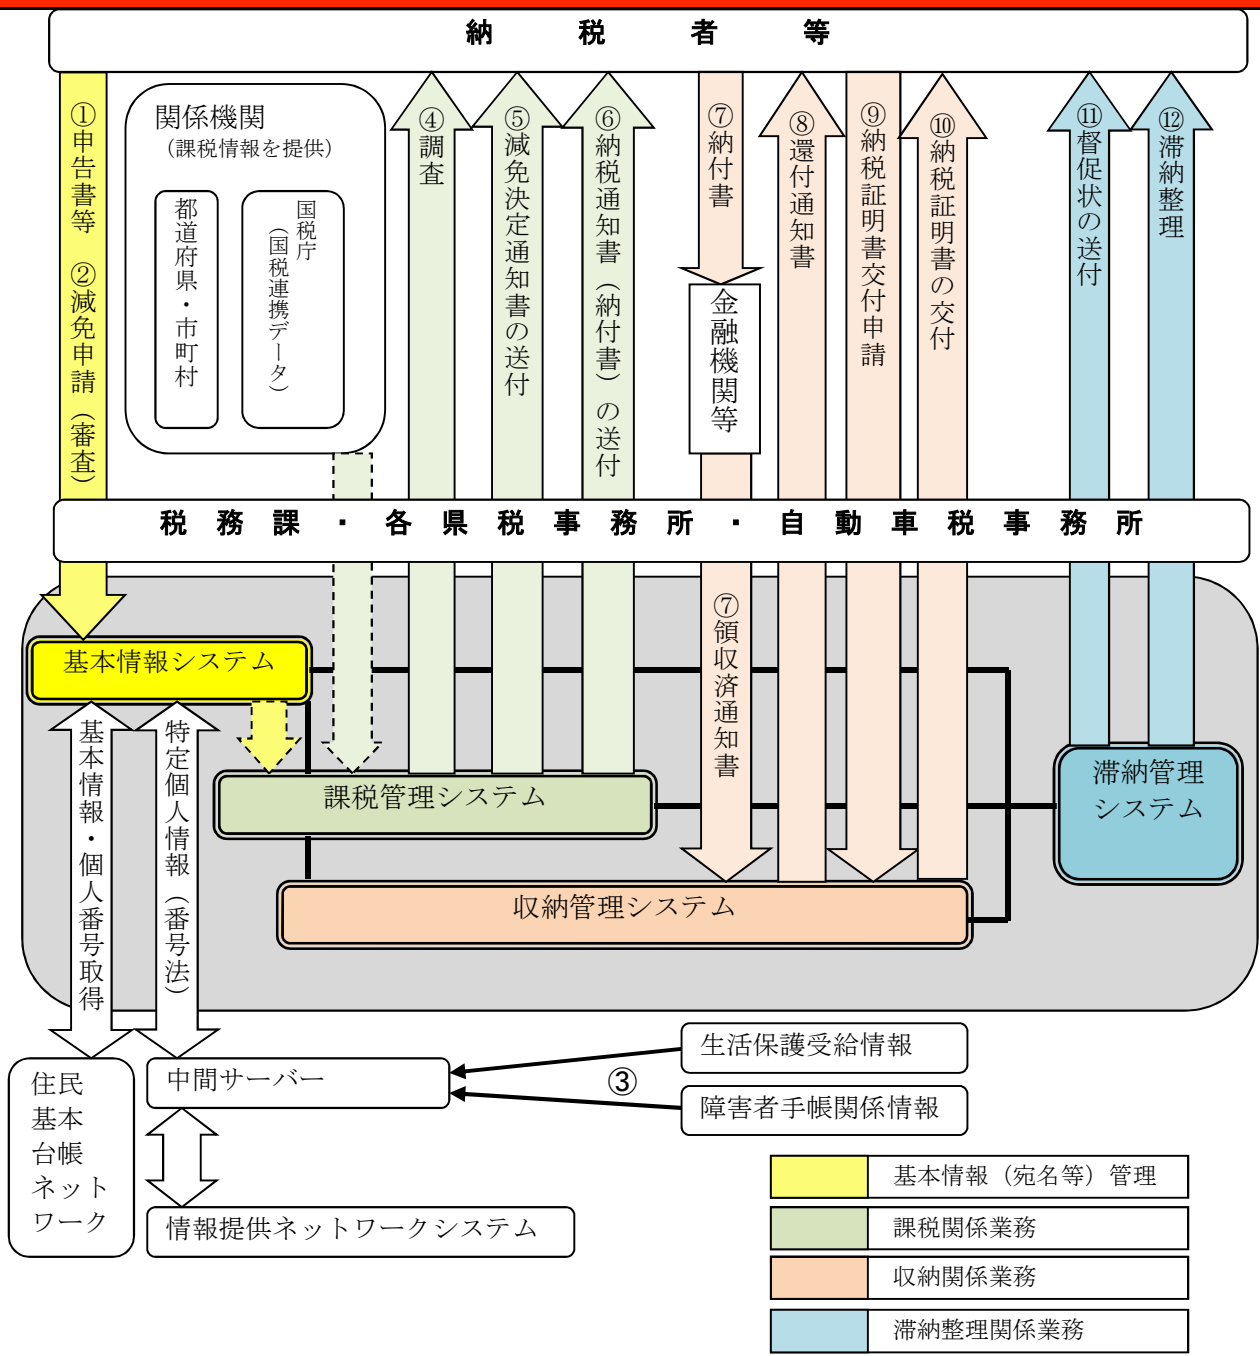 納税者等
①申告書等　②減免申請（審査）
関係機関
（課税情報を提供）
都道府県・市町村
国税庁
（国税連携データ）
④調査
⑤減免決定通知書の送付
⑥納税通知書（納付書）の送付
⑦納付書
金融機関等
⑧還付通知書
⑨納税証明書交付申請
⑩納税証明書の交付
⑪督促状の送付
⑫滞納整理
税務課・各県税事務所・自動車税事務所
⑦領収済通知書
基本情報システム
基本情報・個人番号取得
特定個人情報（番号法）
課税管理システム
滞納管理
システム
収納管理システム
住民
基本
台帳
ネット
ワーク
中間サーバー
生活保護受給情報
③
障害者手帳関係情報
情報提供ネットワークシステム
基本情報（宛名等）管理
課税関係業務
収納関係業務
滞納整理関係業務